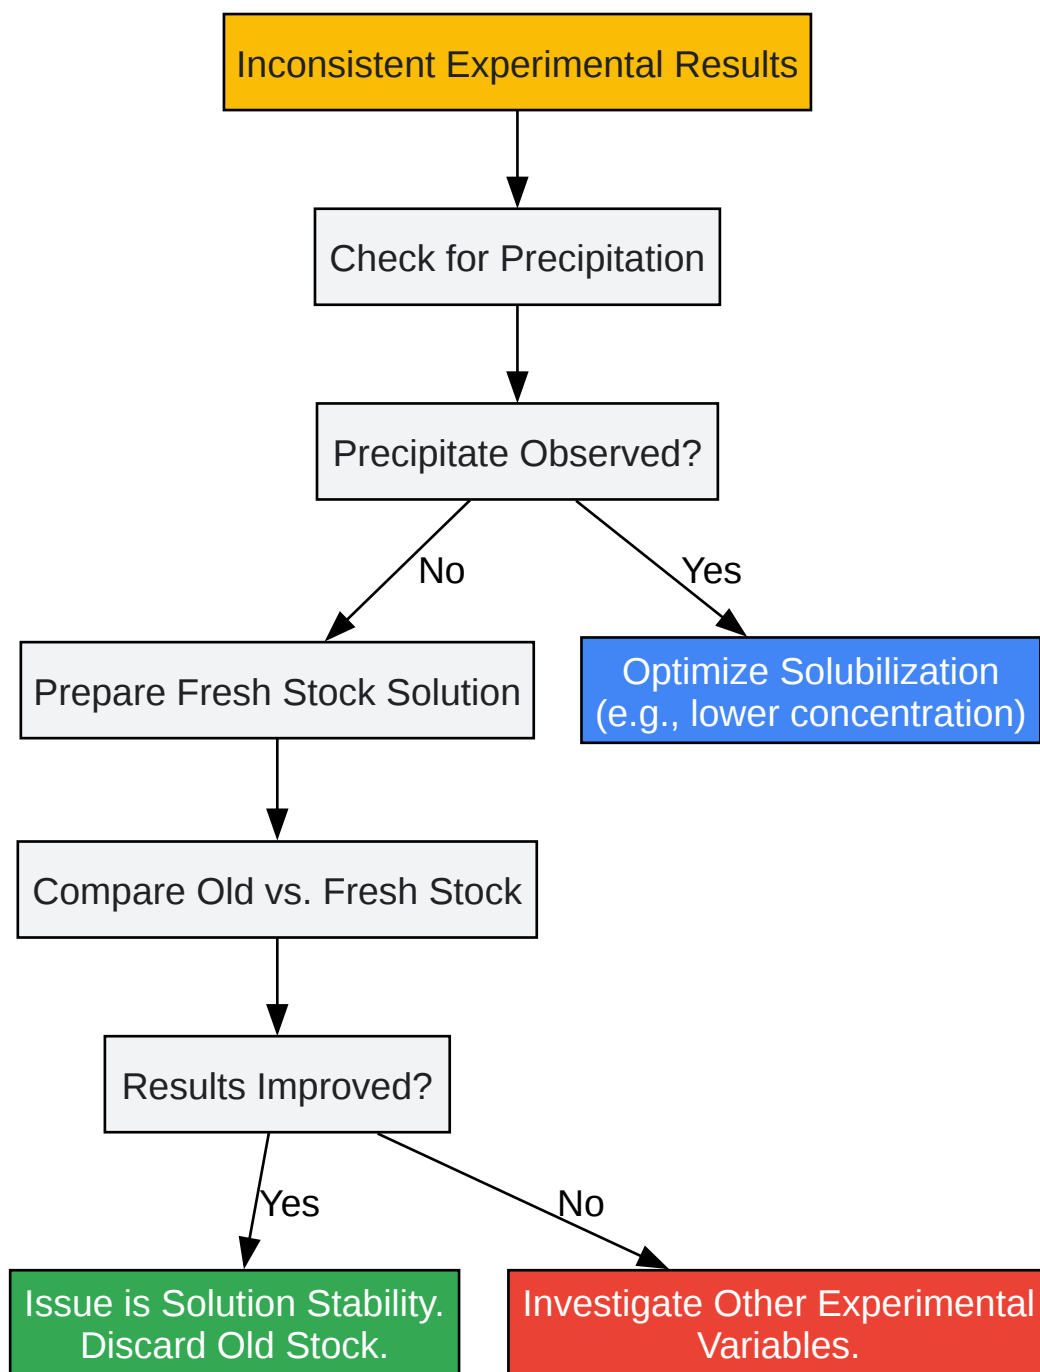 Inconsistent Experimental Results
Check for Precipitation
Precipitate Observed?
No
Yes
Prepare Fresh Stock Solution
Optimize Solubilization
(e.g., lower concentration)
Compare Old vs. Fresh Stock
Results Improved?
Yes
No
Issue is Solution Stability.
Discard Old Stock.
Investigate Other Experimental
Variables.